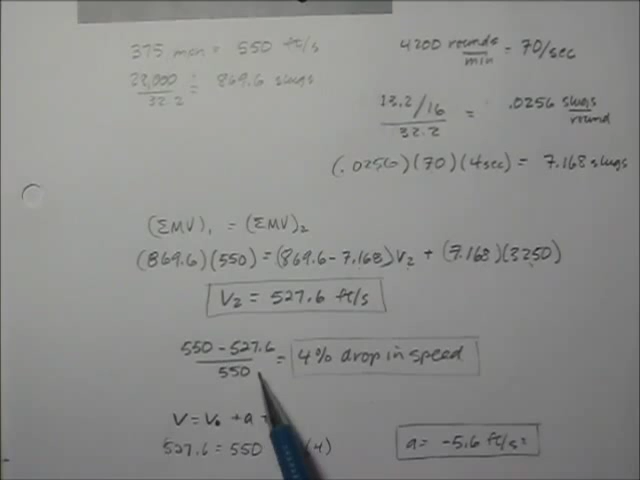 375 mph = 550 ft/s
4200 rounds/min = 70/sec
28,000/32.2 = 869.6 slugs
13.2/16/32.2 = .0256 slugs/round
(.0256)(70)(4sec) = 7.168 slugs
(ΣMV)₁ = (ΣMV)₂
(869.6)(550) = (869.6-7.168)V₂ + (7.168)(3250)
V₂ = 527.6 ft/s
550-527.6/550 = 4% drop in speed
V = V₀ + a
527.6 = 550 (4)
a = -5.6 ft/s²